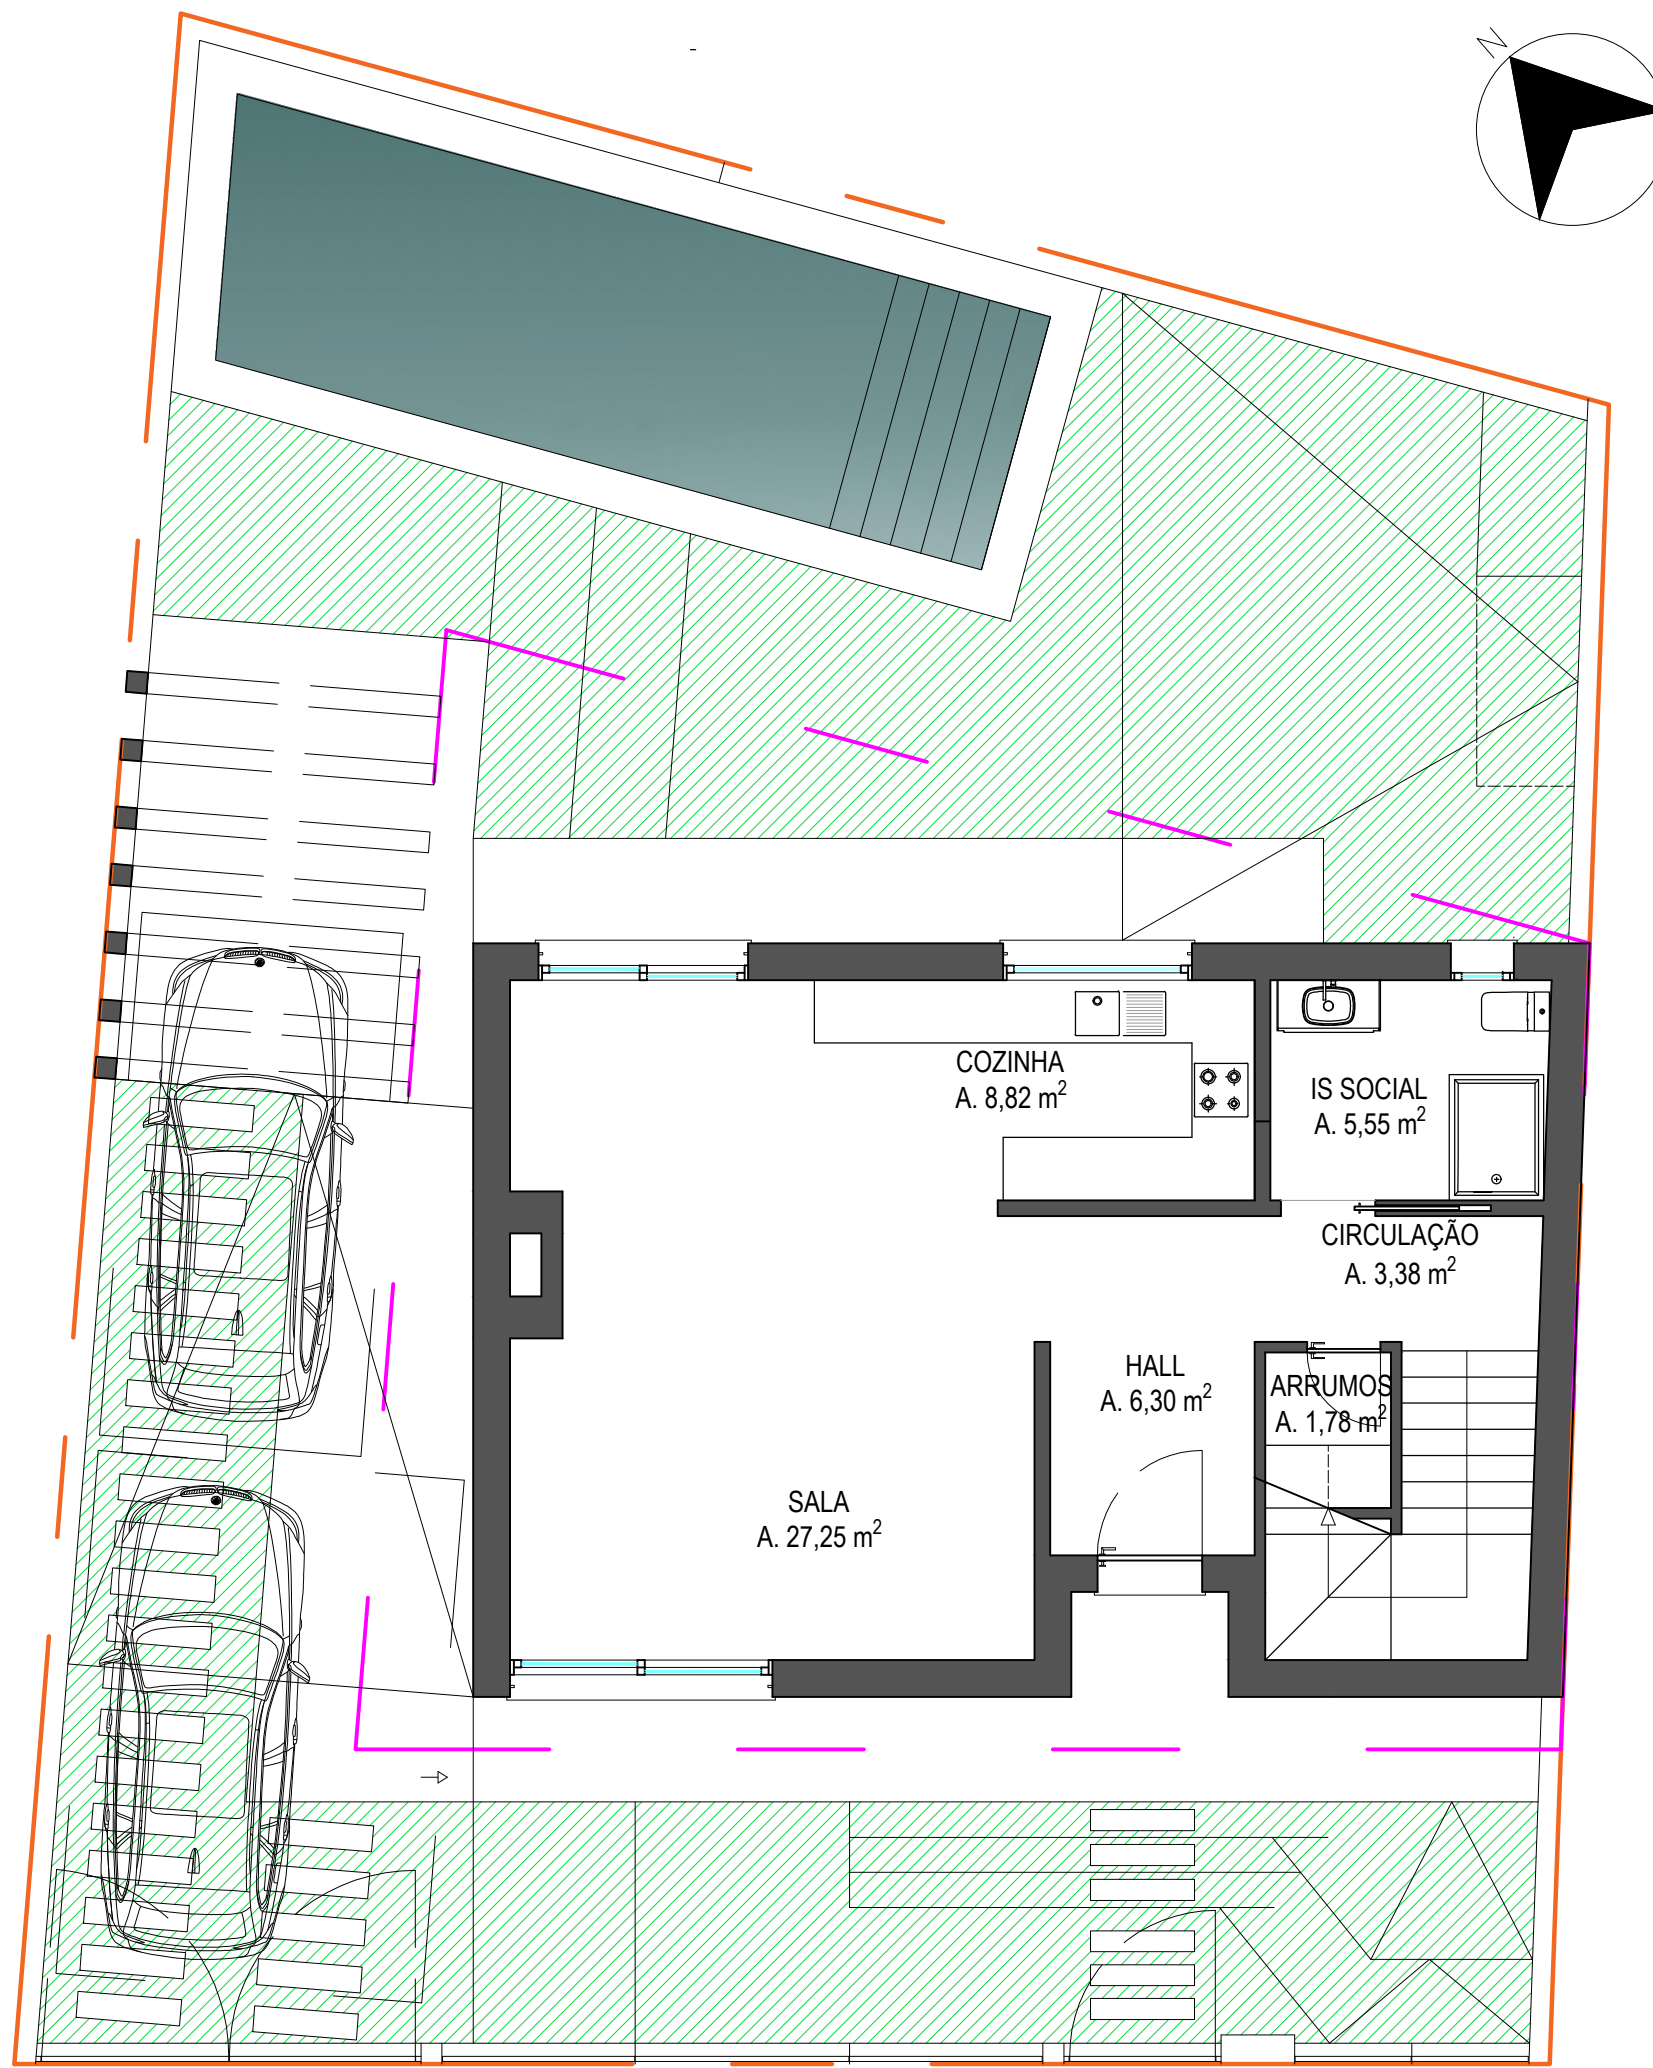 N
COZINHA
A. 8,82 m²
IS SOCIAL
A. 5,55 m²
CIRCULAÇÃO
A. 3,38 m²
HALL
A. 6,30 m²
ARRUMOS
A. 1,78 m²
SALA
A. 27,25 m²